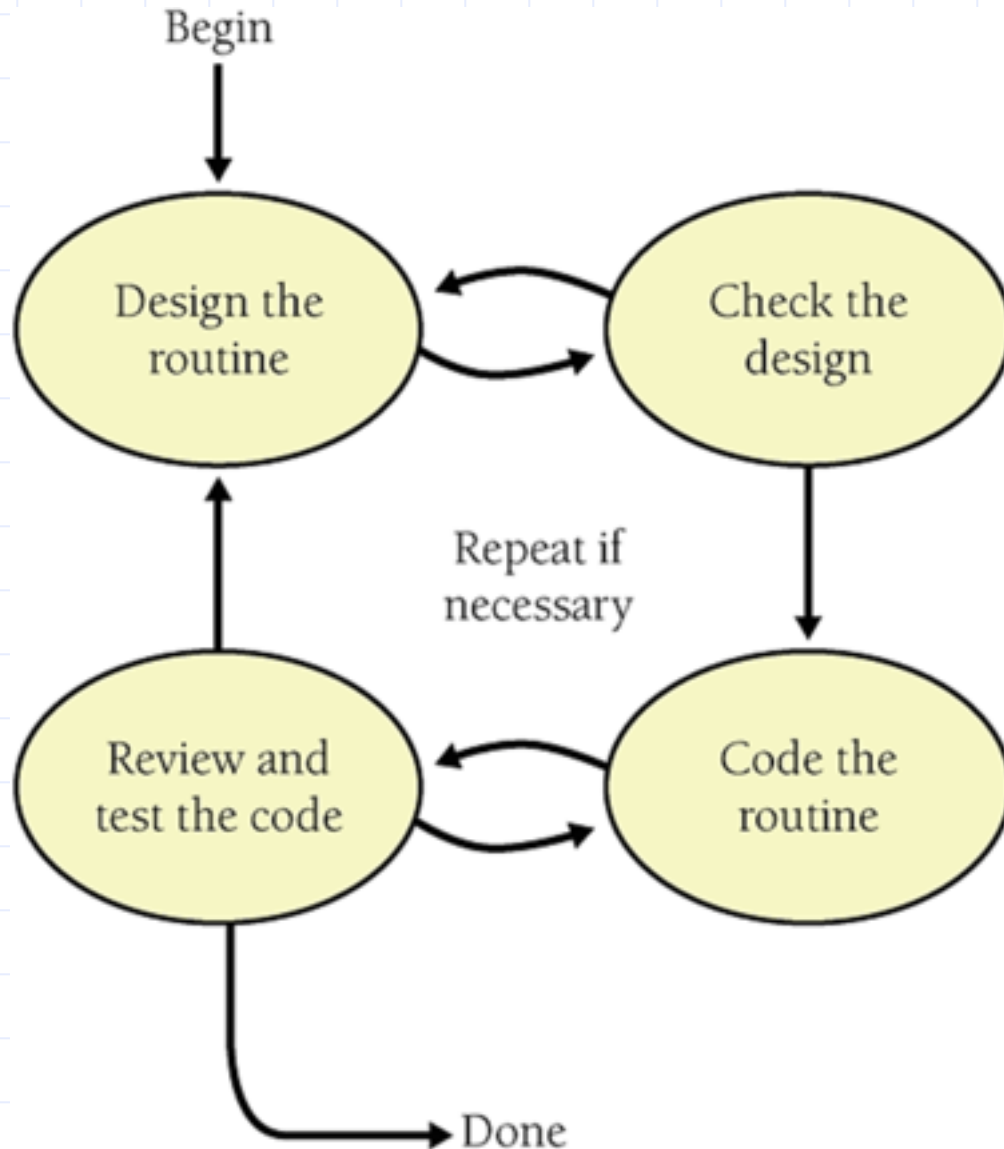 Begin
Design the
routine
Check the
design
Repeat if
necessary
Review and
test the code
Code the
routine
Done